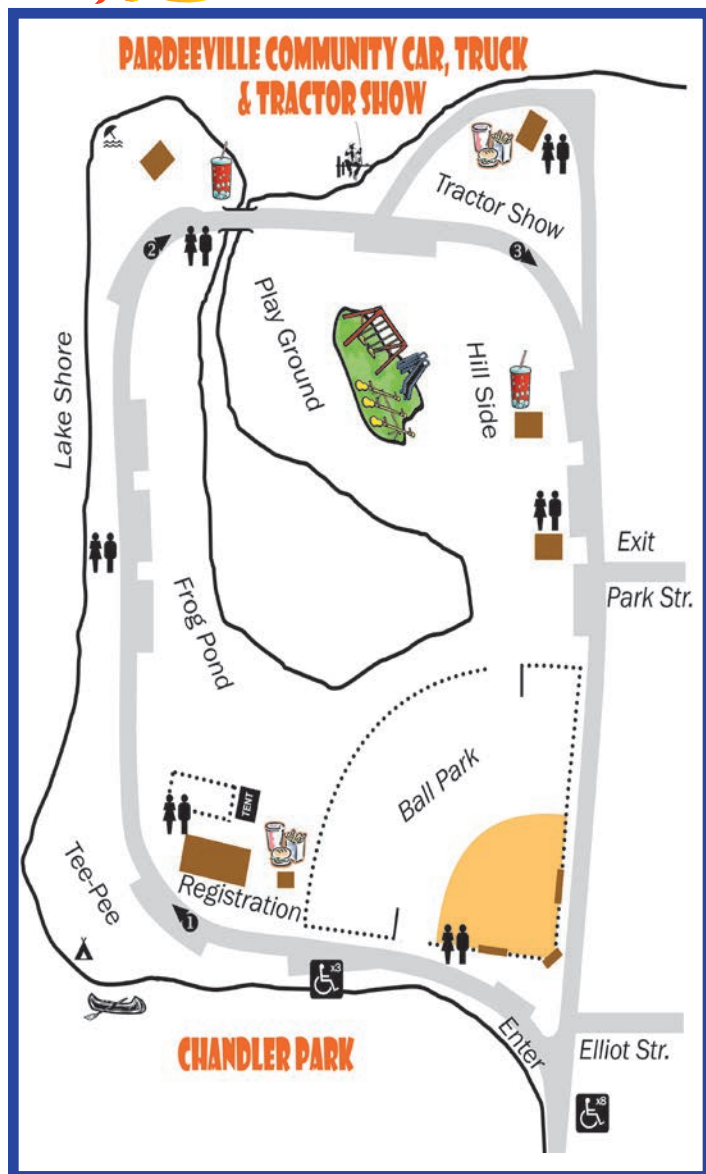 PARDEEVILLE COMMUNITY CAR, TRUCK
& TRACTOR SHOW
Tractor Show
2
3
Play Ground
Hill Side
Lake Shore
Exit
Park Str.
Frog Pond
Ball Park
TENT
Tee-Pee
Registration
1
x3
Enter
Elliot Str.
CHANDLER PARK
x8